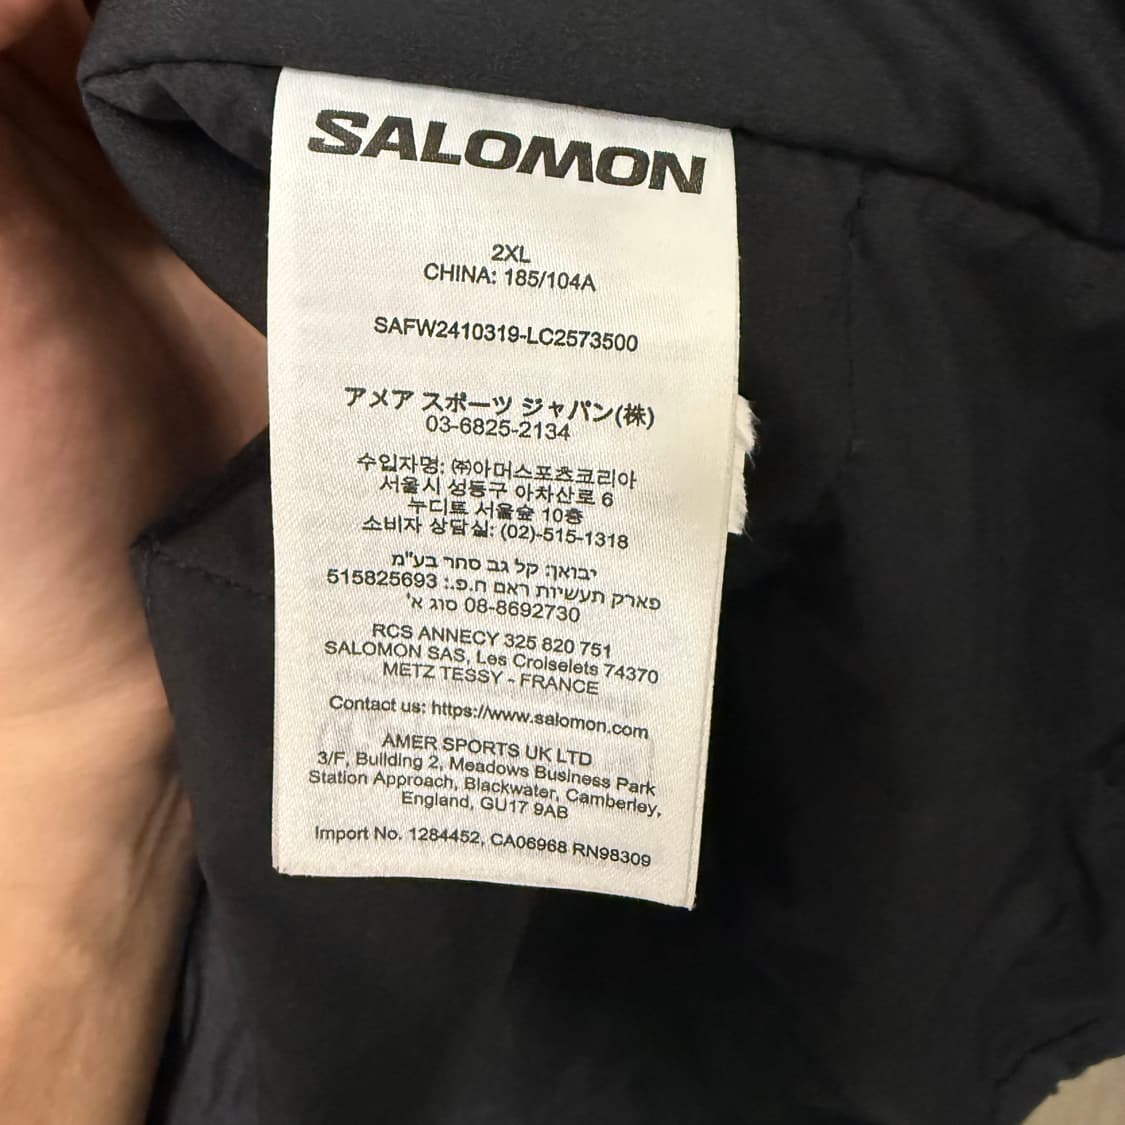 SALOMON
2XL
CHINA: 185/104A
SAFW2410319-LC2573500
アメア スポーツ ジャパン(株)
03-6825-2134
수입자명: ㈜아머스포츠코리아
서울시 성동구 아차산로 6
누디트 서울숲 10층
소비자 상담실: (02)-515-1318
יבואן: קל גב סחר בע"מ
פארק תעשיות ראם ח.פ.: 515825693
08-8692730 סוג א'
RCS ANNECY 325 820 751
SALOMON SAS, Les Croiselets 74370
METZ TESSY - FRANCE
Contact us: https://www.salomon.com
AMER SPORTS UK LTD
3/F, Building 2, Meadows Business Park
Station Approach, Blackwater, Camberley,
England, GU17 9AB
Import No. 1284452, CA06968 RN98309